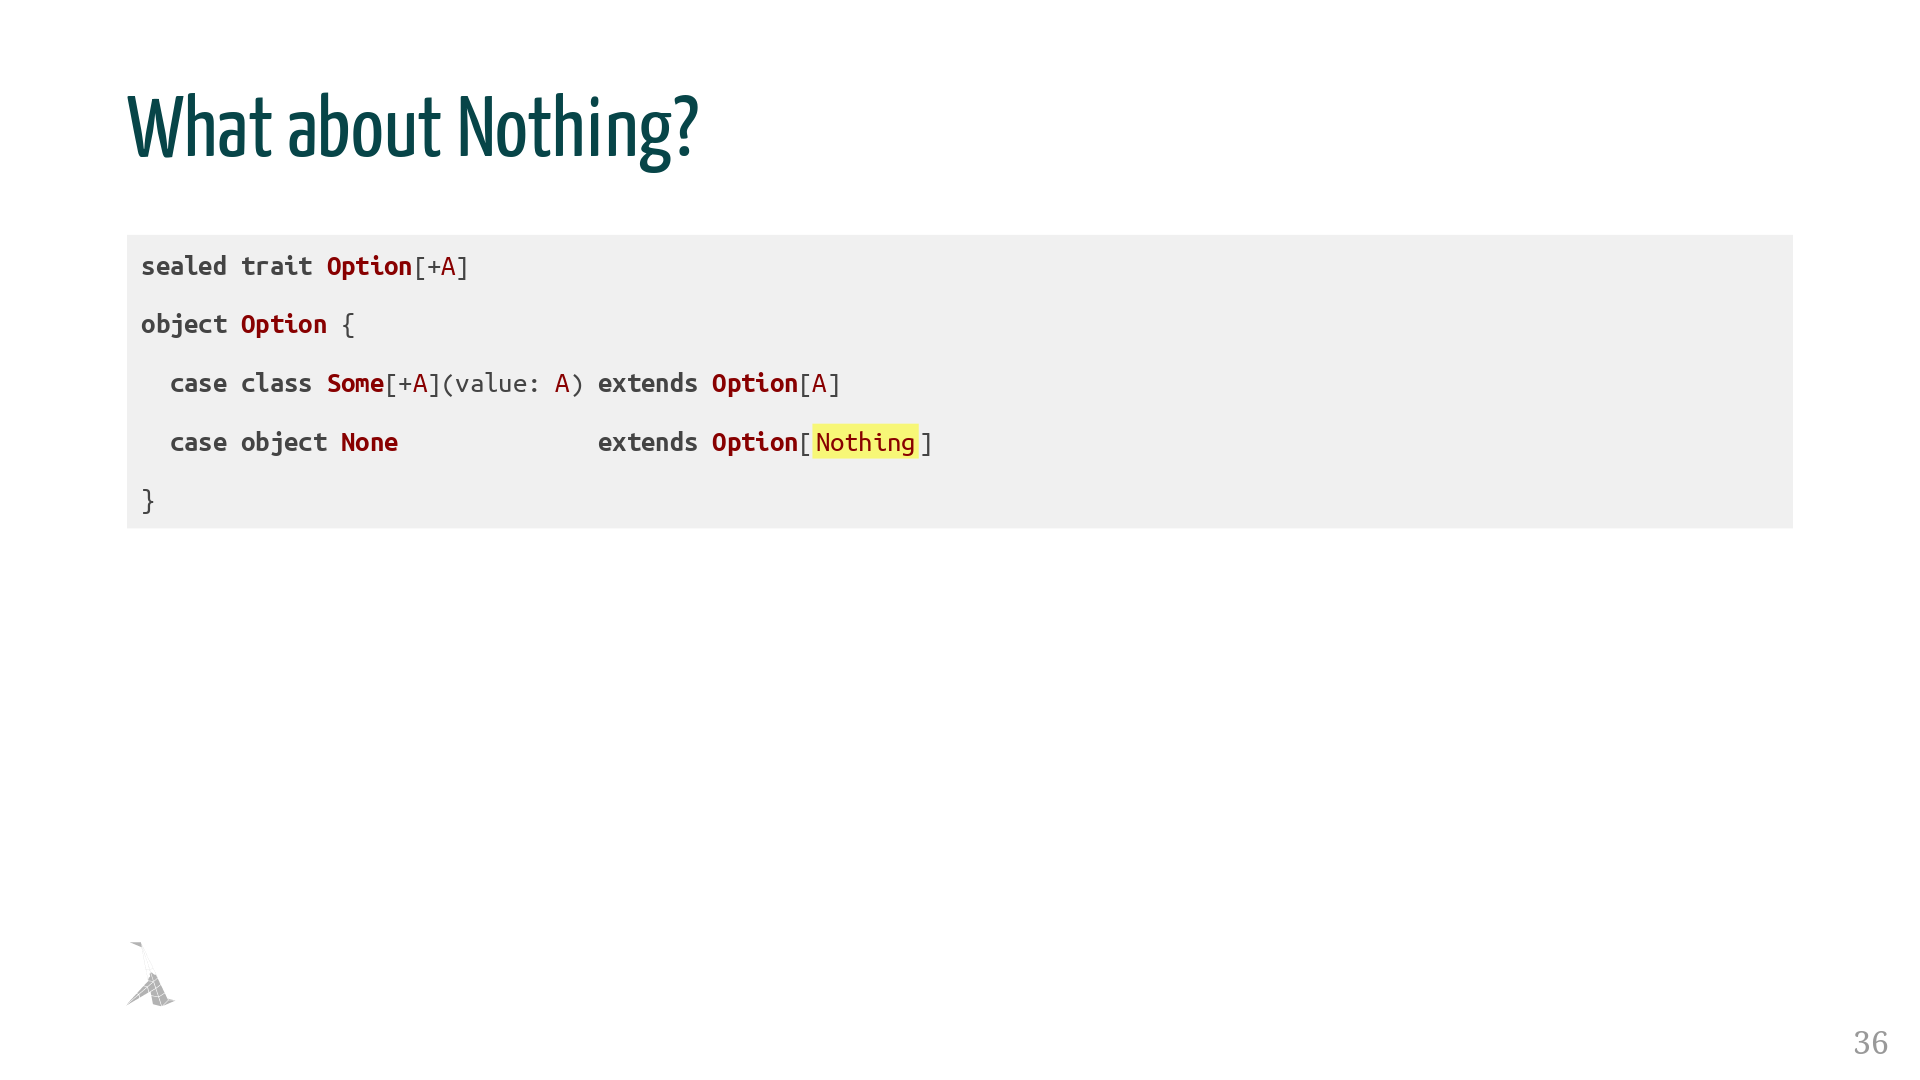 What about Nothing?
sealed trait Option[+A]
object Option {
  case class Some[+A](value: A) extends Option[A]
  case object None              extends Option[Nothing]
}
36